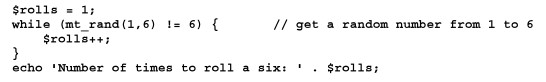 $rolls = 1;
while (mt_rand(1,6) != 6) {        // get a random number from 1 to 6
    $rolls++;
}
echo 'Number of times to roll a six: ' . $rolls;